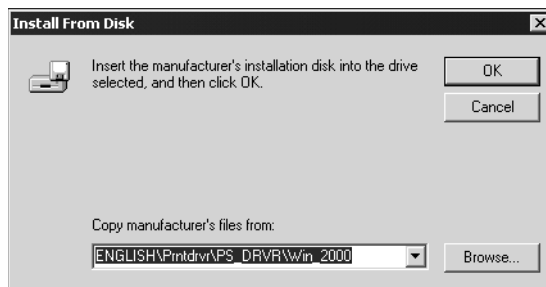 Install From Disk
Insert the manufacturer's installation disk into the drive
selected, and then click OK.
OK
Cancel
Copy manufacturer's files from:
ENGLISH\Prntdrvr\PS_DRVR\Win_2000
Browse...